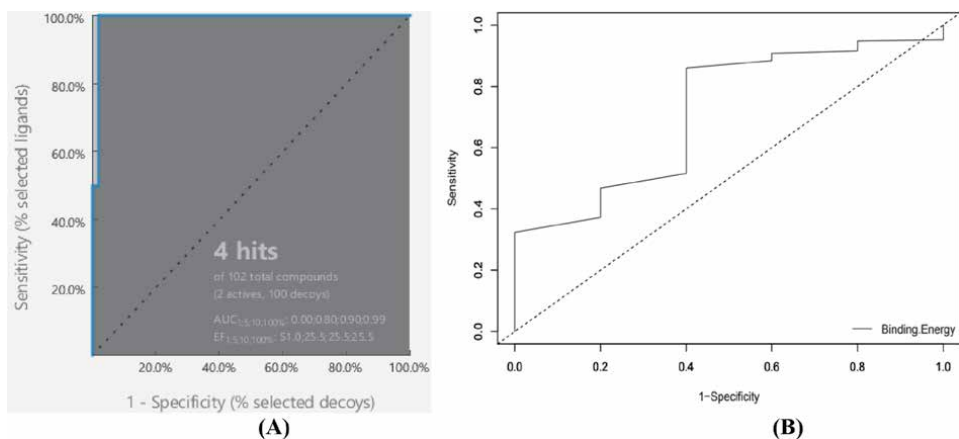 100.0%
80.0%
60.0%
40.0%
20.0%
Sensitivity (% selected ligands)
4 hits
of 102 total compounds
(2 actives, 100 decoys)
AUC1;5;10;100%: 0.00;0.80;0.90;0.99
EF1;5;10;100%: 51.0;25.5;25.5;25.5
20.0% 40.0% 60.0% 80.0% 100.0%
1 - Specificity (% selected decoys)
(A)
B
1.0
0.8
0.6
0.4
0.2
0.0
Sensitivity
Binding.Energy
0.0 0.2 0.4 0.6 0.8 1.0
1-Specificity
(B)